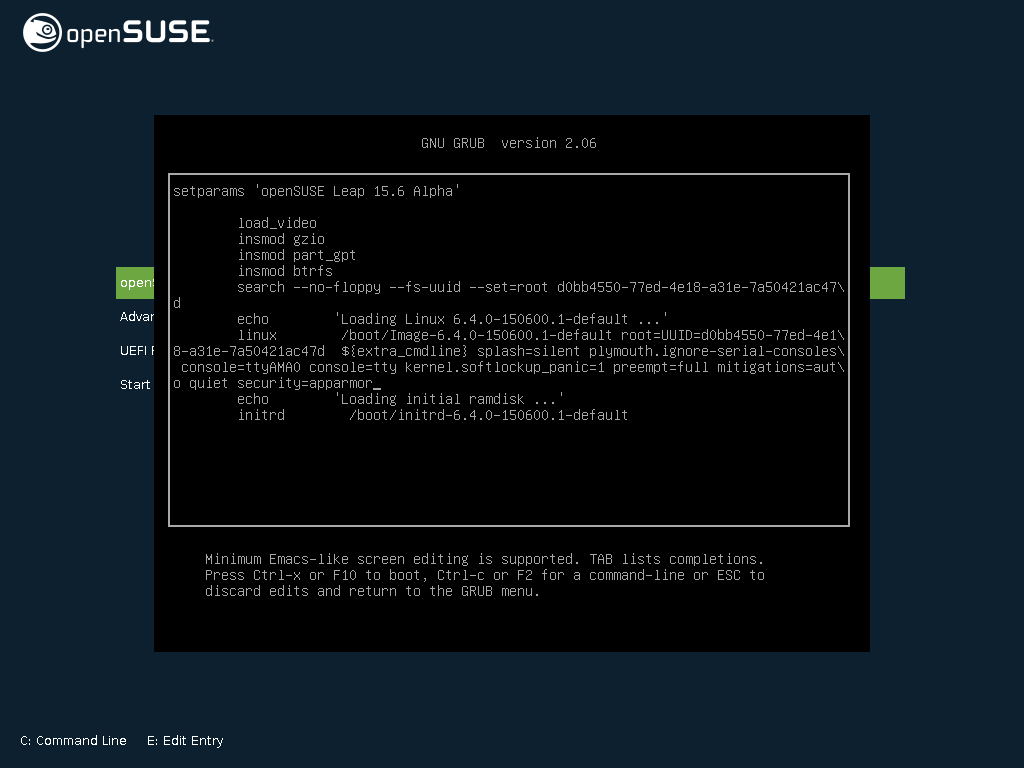 openSUSE
GNU GRUB  version 2.06
setparams 'openSUSE Leap 15.6 Alpha'
load_video
insmod gzio
insmod part_gpt
insmod btrfs
search --no-floppy --fs-uuid --set=root d0bb4550-77ed-4e18-a31e-7a50421ac47\
d
echo        'Loading Linux 6.4.0-150600.1-default ...'
linux        /boot/Image-6.4.0-150600.1-default root=UUID=d0bb4550-77ed-4e1\
8-a31e-7a50421ac47d  ${extra_cmdline} splash=silent plymouth.ignore-serial-consoles\
 console=ttyAMA0 console=tty kernel.softlockup_panic=1 preempt=full mitigations=aut\
o quiet security=apparmor_
echo        'Loading initial ramdisk ...'
initrd        /boot/initrd-6.4.0-150600.1-default
openS
Advar
UEFI F
Start
Minimum Emacs-like screen editing is supported. TAB lists completions.
Press Ctrl-x or F10 to boot, Ctrl-c or F2 for a command-line or ESC to
discard edits and return to the GRUB menu.
C: Command Line E: Edit Entry